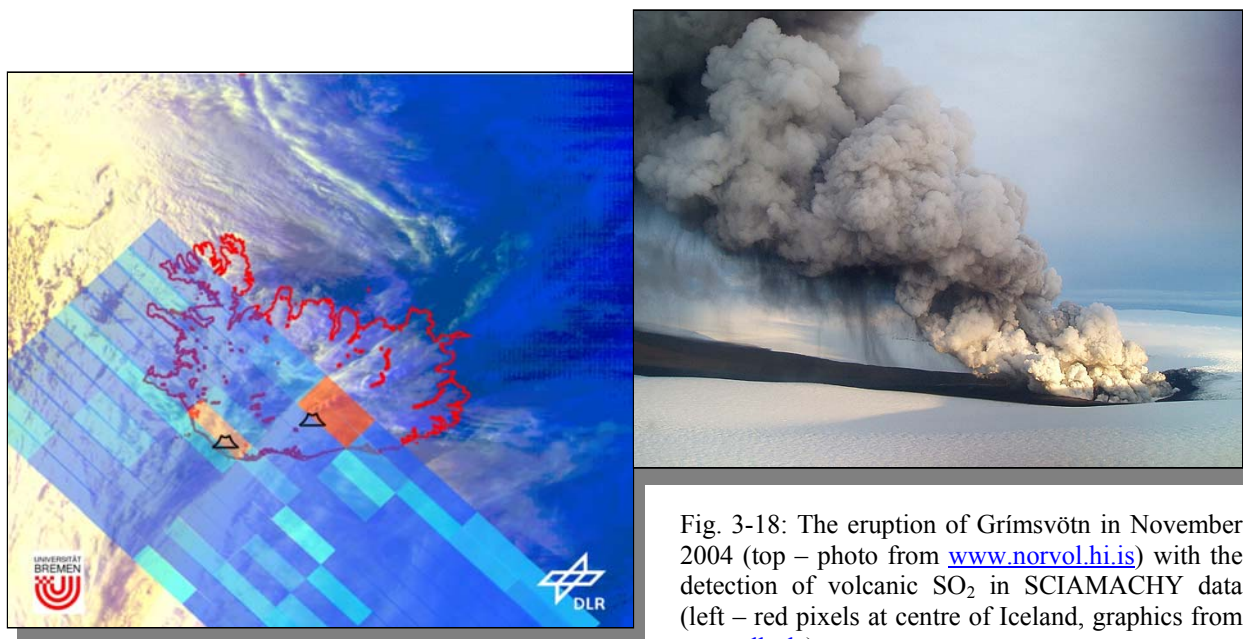 UNIVERSITÄT
BREMEN
DLR
Fig. 3-18: The eruption of Grímsvötn in November
2004 (top – photo from www.norvol.hi.is) with the
detection of volcanic SO₂ in SCIAMACHY data
(left – red pixels at centre of Iceland, graphics from